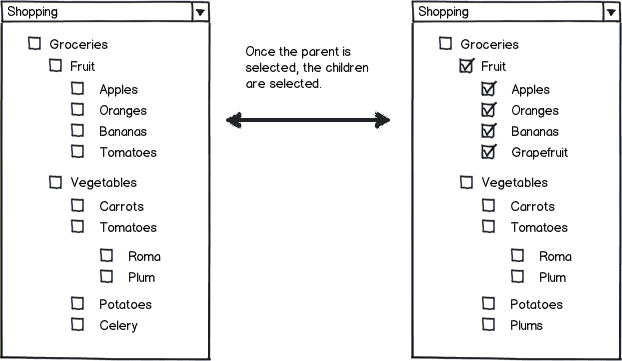 Shopping
Groceries
Fruit
Apples
Oranges
Bananas
Tomatoes
Vegetables
Carrots
Tomatoes
Roma
Plum
Potatoes
Celery
Once the parent is
selected, the children
are selected.
Shopping
Groceries
Fruit
Apples
Oranges
Bananas
Grapefruit
Vegetables
Carrots
Tomatoes
Roma
Plum
Potatoes
Plums